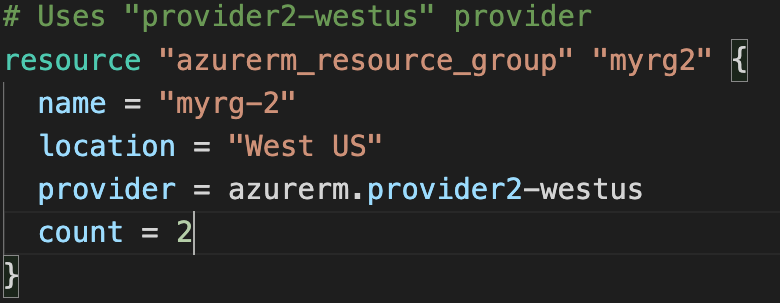 # Uses "provider2-westus" provider
resource "azurerm_resource_group" "myrg2" {
  name = "myrg-2"
  location = "West US"
  provider = azurerm.provider2-westus
  count = 2
}